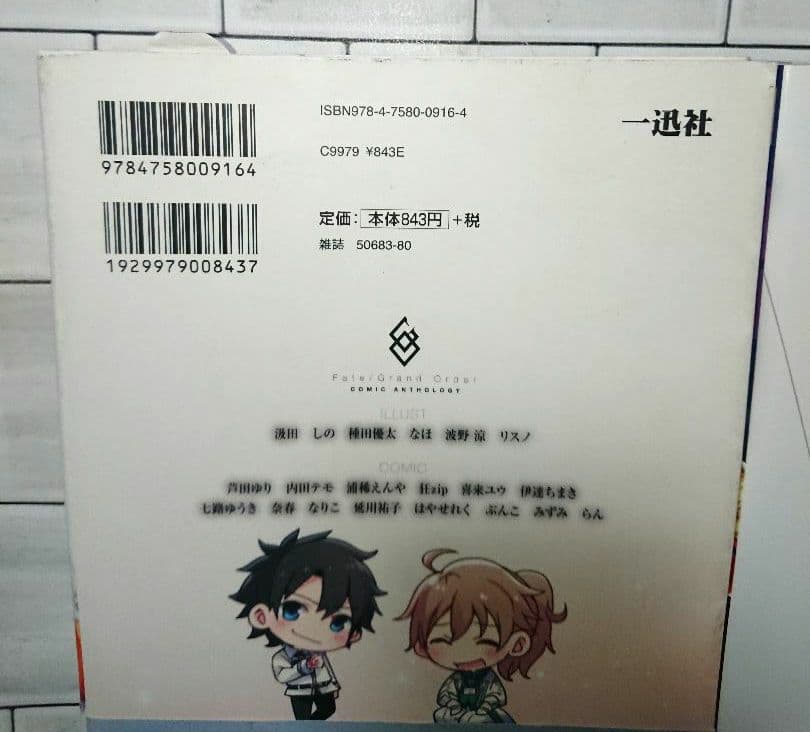 ISBN978-4-7580-0916-4
一迅社
9784758009164
C9979 ¥843E
定価: 本体843円 +税
雑誌 50683-80
1929979008437
Fate/Grand Order
COMIC ANTHOLOGY
ILLUST
汲田 しの 種田優太 なほ 波野 涼 リスノ
COMIC
芦田ゆり 内田テモ 浦稀えんや 狂zip 喜来ユウ 伊達ちまき
七路ゆうき 奈春 なりこ 延川祐子 はやせれく ぶんこ みずみ らん